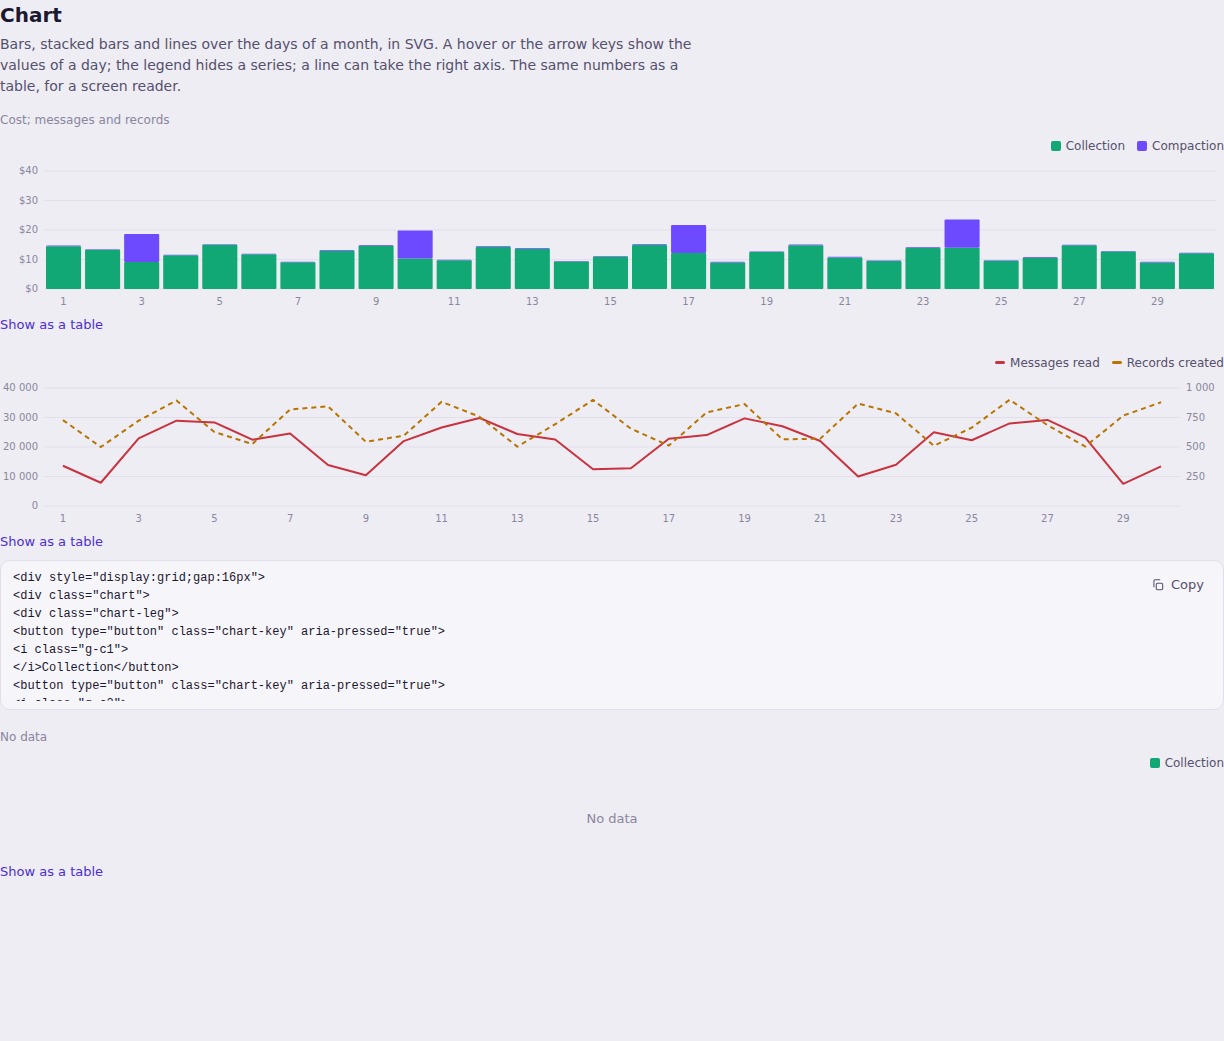 Chart
Bars, stacked bars and lines over the days of a month, in SVG. A hover or the arrow keys show the
values of a day; the legend hides a series; a line can take the right axis. The same numbers as a
table, for a screen reader.
Cost; messages and records
Collection Compaction
$40
$30
$20
$10
$0
1 3 5 7 9 11 13 15 17 19 21 23 25 27 29
Show as a table
Messages read Records created
40 000 1 000
30 000 750
20 000 500
10 000 250
0
1 3 5 7 9 11 13 15 17 19 21 23 25 27 29
Show as a table
<div style="display:grid;gap:16px">
Copy
<div class="chart">
<div class="chart-leg">
<button type="button" class="chart-key" aria-pressed="true">
<i class="g-c1">
</i>Collection</button>
<button type="button" class="chart-key" aria-pressed="true">
No data
Collection
No data
Show as a table